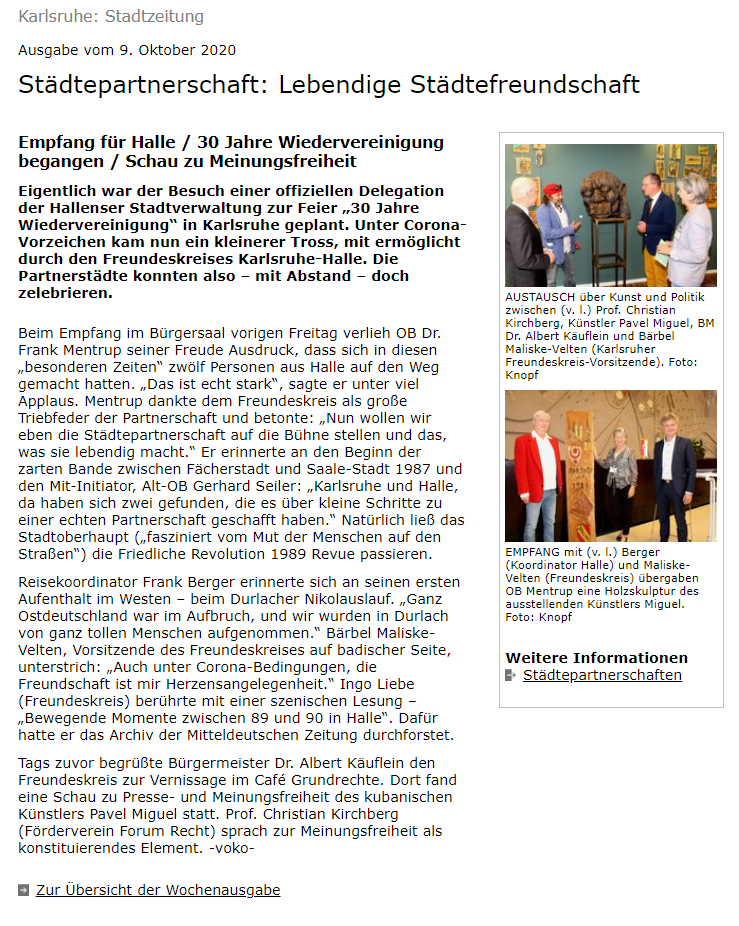 Karlsruhe: Stadtzeitung
Ausgabe vom 9. Oktober 2020
Städtepartnerschaft: Lebendige Städtefreundschaft
Empfang für Halle / 30 Jahre Wiedervereinigung
begangen / Schau zu Meinungsfreiheit
Eigentlich war der Besuch einer offiziellen Delegation
der Hallenser Stadtverwaltung zur Feier „30 Jahre
Wiedervereinigung“ in Karlsruhe geplant. Unter Corona-
Vorzeichen kam nun ein kleinerer Tross, mit ermöglicht
durch den Freundeskreises Karlsruhe-Halle. Die
Partnerstädte konnten also – mit Abstand – doch
zelebrieren.
Beim Empfang im Bürgersaal vorigen Freitag verlieh OB Dr.
Frank Mentrup seiner Freude Ausdruck, dass sich in diesen
„besonderen Zeiten“ zwölf Personen aus Halle auf den Weg
gemacht hatten. „Das ist echt stark“, sagte er unter viel
Applaus. Mentrup dankte dem Freundeskreis als große
Triebfeder der Partnerschaft und betonte: „Nun wollen wir
eben die Städtepartnerschaft auf die Bühne stellen und das,
was sie lebendig macht.“ Er erinnerte an den Beginn der
zarten Bande zwischen Fächerstadt und Saale-Stadt 1987 und
den Mit-Initiator, Alt-OB Gerhard Seiler: „Karlsruhe und Halle,
da haben sich zwei gefunden, die es über kleine Schritte zu
einer echten Partnerschaft geschafft haben.“ Natürlich ließ das
Stadtoberhaupt („fasziniert vom Mut der Menschen auf den
Straßen“) die Friedliche Revolution 1989 Revue passieren.
Reisekoordinator Frank Berger erinnerte sich an seinen ersten
Aufenthalt im Westen – beim Durlacher Nikolauslauf. „Ganz
Ostdeutschland war im Aufbruch, und wir wurden in Durlach
von ganz tollen Menschen aufgenommen.“ Bärbel Maliske-
Velten, Vorsitzende des Freundeskreises auf badischer Seite,
unterstrich: „Auch unter Corona-Bedingungen, die
Freundschaft ist mir Herzensangelegenheit.“ Ingo Liebe
(Freundeskreis) berührte mit einer szenischen Lesung –
„Bewegende Momente zwischen 89 und 90 in Halle“. Dafür
hatte er das Archiv der Mitteldeutschen Zeitung durchforstet.
Tags zuvor begrüßte Bürgermeister Dr. Albert Käuflein den
Freundeskreis zur Vernissage im Café Grundrechte. Dort fand
eine Schau zu Presse- und Meinungsfreiheit des kubanischen
Künstlers Pavel Miguel statt. Prof. Christian Kirchberg
(Förderverein Forum Recht) sprach zur Meinungsfreiheit als
konstituierendes Element. -voko-
Zur Übersicht der Wochenausgabe
AUSTAUSCH über Kunst und Politik
zwischen (v. l.) Prof. Christian
Kirchberg, Künstler Pavel Miguel, BM
Dr. Albert Käuflein und Bärbel
Maliske-Velten (Karlsruher
Freundeskreis-Vorsitzende). Foto:
Knopf
EMPFANG mit (v. l.) Berger
(Koordinator Halle) und Maliske-
Velten (Freundeskreis) übergaben
OB Mentrup eine Holzskulptur des
ausstellenden Künstlers Miguel.
Foto: Knopf
Weitere Informationen
Städtepartnerschaften